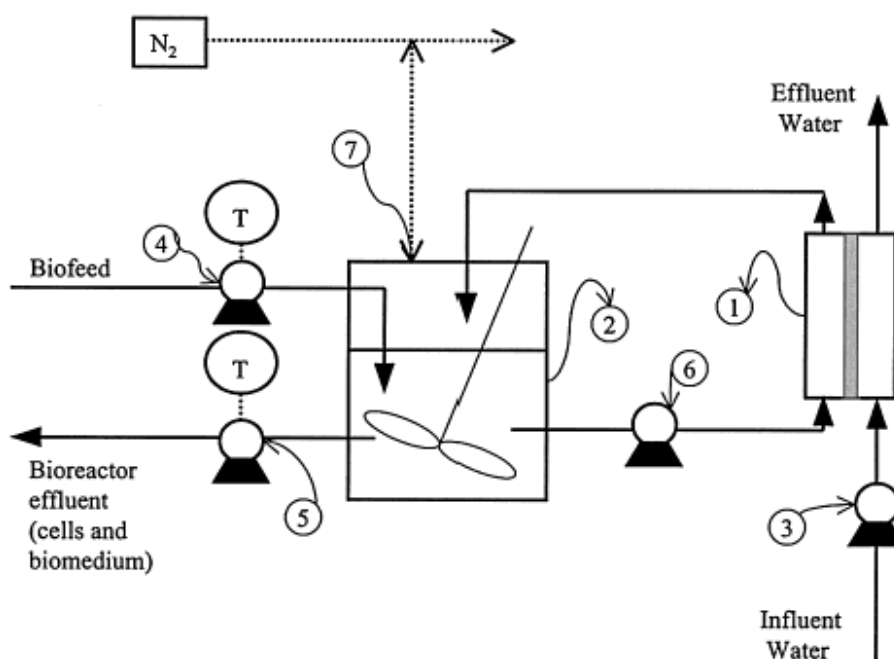 N2
Effluent
Water
7
T
4
Biofeed
1
2
T
6
Bioreactor
effluent
(cells and
biomedium)
5
3
Influent
Water